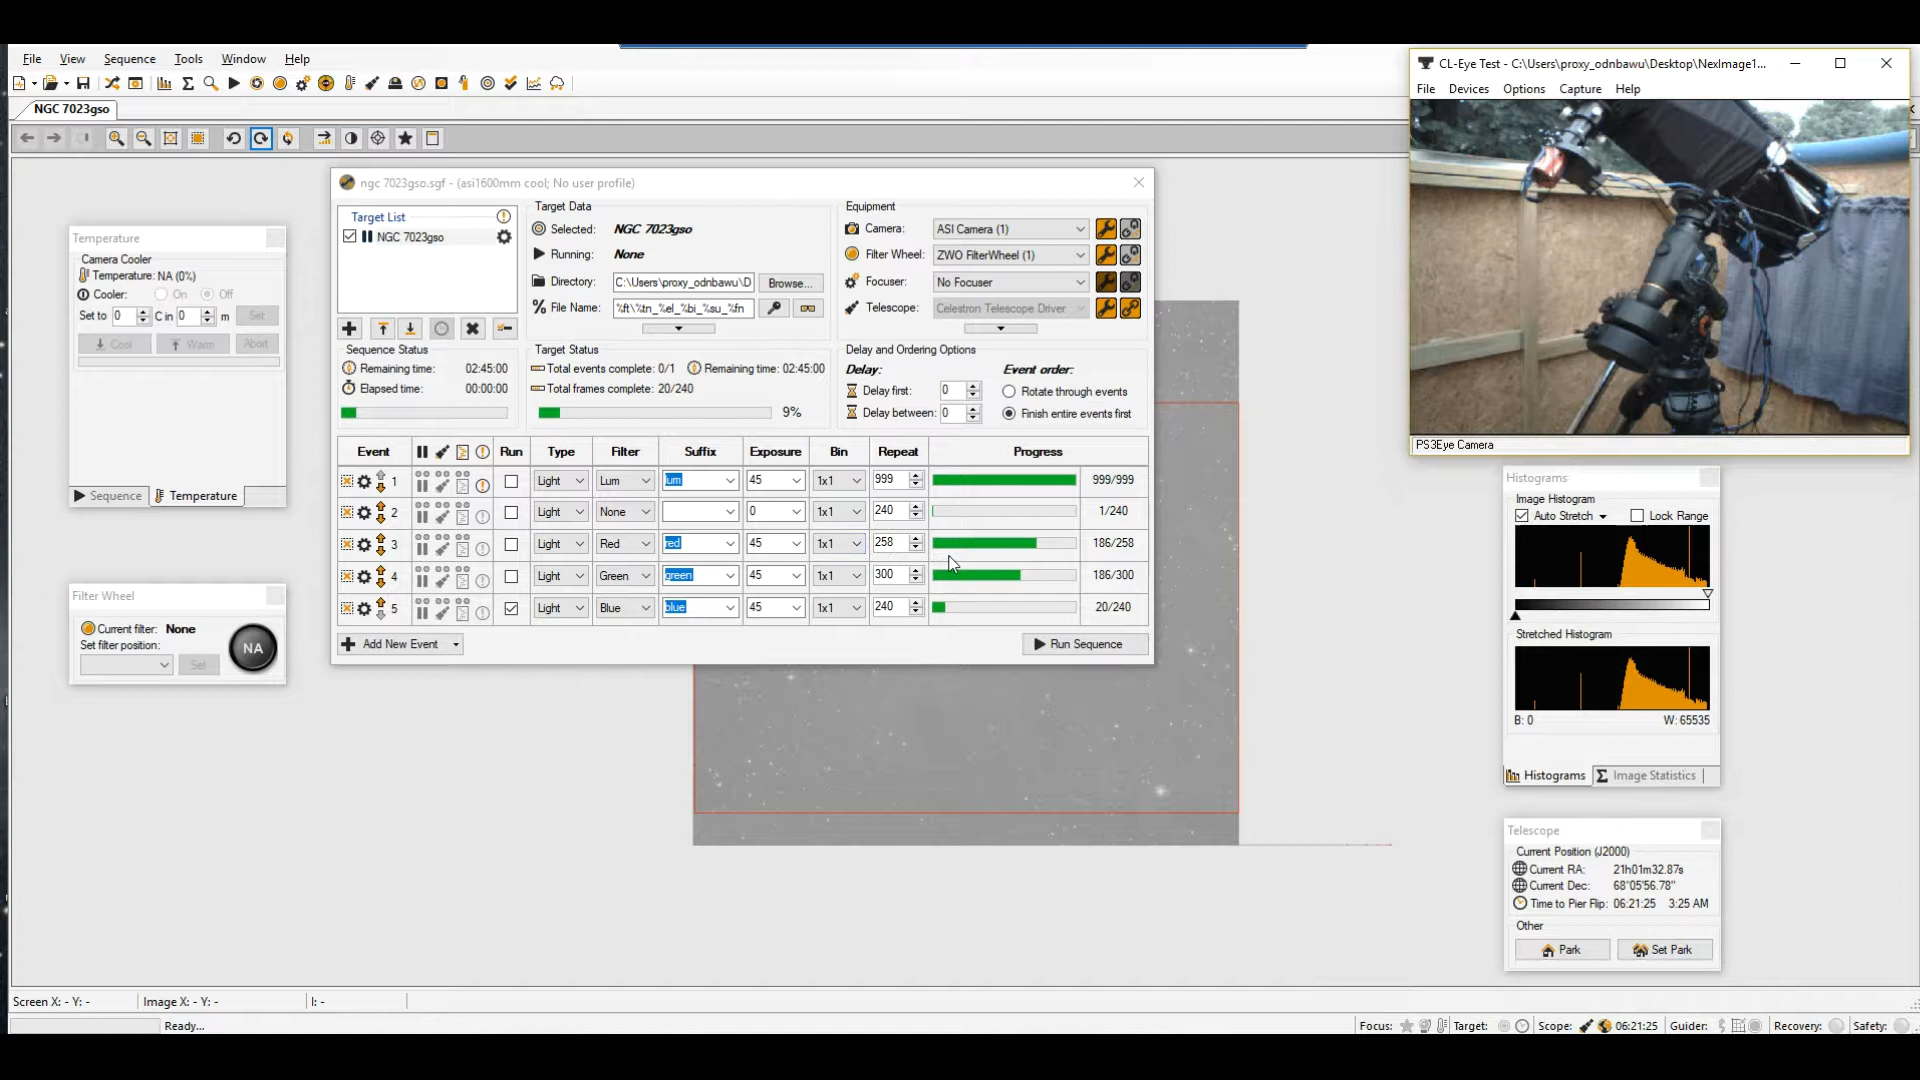 File View Sequence Tools Window Help
NGC 7023gso
CL-Eye Test - C:\Users\proxy_odnbawu\Desktop\NexImage1...
File Devices Options Capture Help
PS3Eye Camera
Temperature
Camera Cooler
Temperature: NA (0%)
Cooler: On Off
Set to 0 C in 0 m Set
Cool Warm Abort
Sequence Temperature
Filter Wheel
Current filter: None
Set filter position:
Set
NA
ngc 7023gso.sgf - (asi1600mm cool; No user profile)
Target List
NGC 7023gso
Target Data
Selected: NGC 7023gso
Running: None
Directory: C:\Users\proxy_odnbawu\D Browse...
File Name: %ft\%tn_%el_%bi_%su_%fn
Equipment
Camera: ASI Camera (1)
Filter Wheel: ZWO FilterWheel (1)
Focuser: No Focuser
Telescope: Celestron Telescope Driver
Sequence Status
Remaining time: 02:45:00
Elapsed time: 00:00:00
Target Status
Total events complete: 0/1 Remaining time: 02:45:00
Total frames complete: 20/240
9%
Delay and Ordering Options
Delay: Event order:
Delay first: 0 Rotate through events
Delay between: 0 Finish entire events first
Event Run Type Filter Suffix Exposure Bin Repeat Progress
1 Light Lum lum 45 1x1 999 999/999
2 Light None 0 1x1 240 1/240
3 Light Red red 45 1x1 258 186/258
4 Light Green green 45 1x1 300 186/300
5 Light Blue blue 45 1x1 240 20/240
Add New Event Run Sequence
Histograms
Image Histogram
Auto Stretch Lock Range
Stretched Histogram
B: 0 W: 65535
Histograms Image Statistics
Telescope
Current Position (J2000)
Current RA: 21h01m32.87s
Current Dec: 68°05'56.78"
Time to Pier Flip: 06:21:25 3:25 AM
Other
Park Set Park
Screen X: - Y: - Image X: - Y: - I: -
Ready...
Focus: Target: Scope: 06:21:25 Guider: Recovery: Safety: